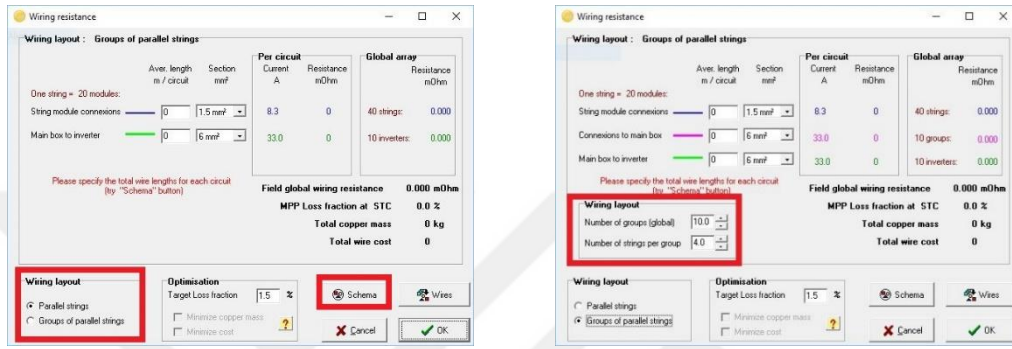 Wiring resistance
Wiring layout : Groups of parallel strings
Per circuit
Global array
Aver. length
m / circuit
Section
mm²
Current
A
Resistance
mOhm
Resistance
mOhm
One string = 20 modules:
String module connexions 0 1.5 mm² 8.3 0 40 strings: 0.000
Main box to inverter 0 6 mm² 33.0 0 10 inverters: 0.000
Please specify the total wire lengths for each circuit
(try "Schema" button)
Field global wiring resistance 0.000 mOhm
MPP Loss fraction at STC 0.0 %
Total copper mass 0 kg
Total wire cost 0
Wiring layout
Parallel strings
Groups of parallel strings
Optimisation
Target Loss fraction 1.5 %
Minimize copper mass
Minimize cost
?
Schema
Wires
Cancel
OK
Wiring resistance
Wiring layout : Groups of parallel strings
Per circuit
Global array
Aver. length
m / circuit
Section
mm²
Current
A
Resistance
mOhm
Resistance
mOhm
One string = 20 modules:
String module connexions 0 1.5 mm² 8.3 0 40 strings: 0.000
Connexions to main box 0 6 mm² 33.0 0 10 groups: 0.000
Main box to inverter 0 6 mm² 33.0 0 10 inverters: 0.000
Please specify the total wire lengths for each circuit
(try "Schema" button)
Field global wiring resistance 0.000 mOhm
MPP Loss fraction at STC 0.0 %
Total copper mass 0 kg
Total wire cost 0
Wiring layout
Number of groups (global) 10.0
Number of strings per group 4.0
Wiring layout
Parallel strings
Groups of parallel strings
Optimisation
Target Loss fraction 1.5 %
Minimize copper mass
Minimize cost
?
Schema
Wires
Cancel
OK